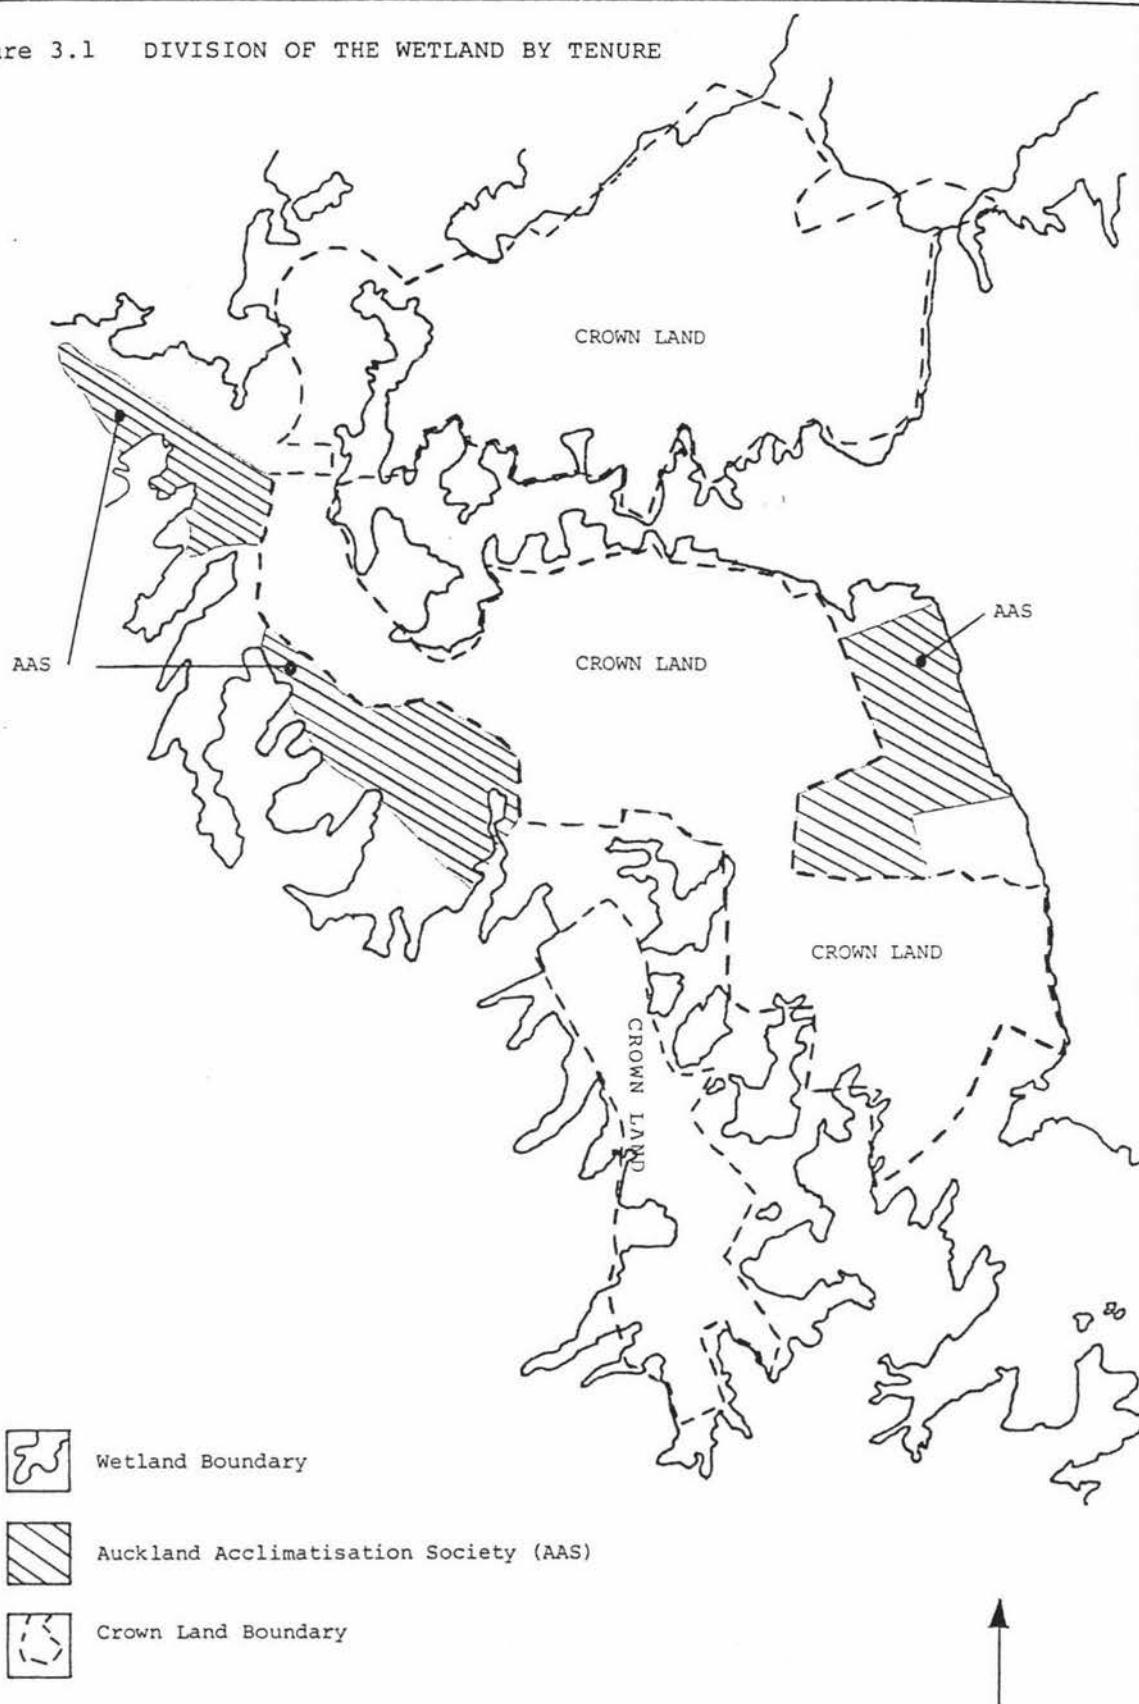 ure 3.1 DIVISION OF THE WETLAND BY TENURE
CROWN LAND
AAS
CROWN LAND
AAS
CROWN LAND
CROWN LAND
Wetland Boundary
Auckland Acclimatisation Society (AAS)
Crown Land Boundary